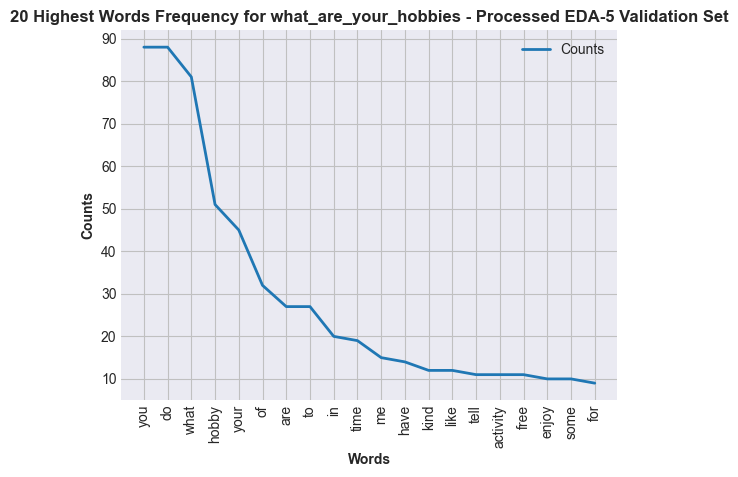 20 Highest Words Frequency for what_are_your_hobbies - Processed EDA-5 Validation Set
Counts
90
80
70
60
50
40
30
20
10
Counts
you
do
what
hobby
your
of
are
to
in
time
me
have
kind
like
tell
activity
free
enjoy
some
for
Words